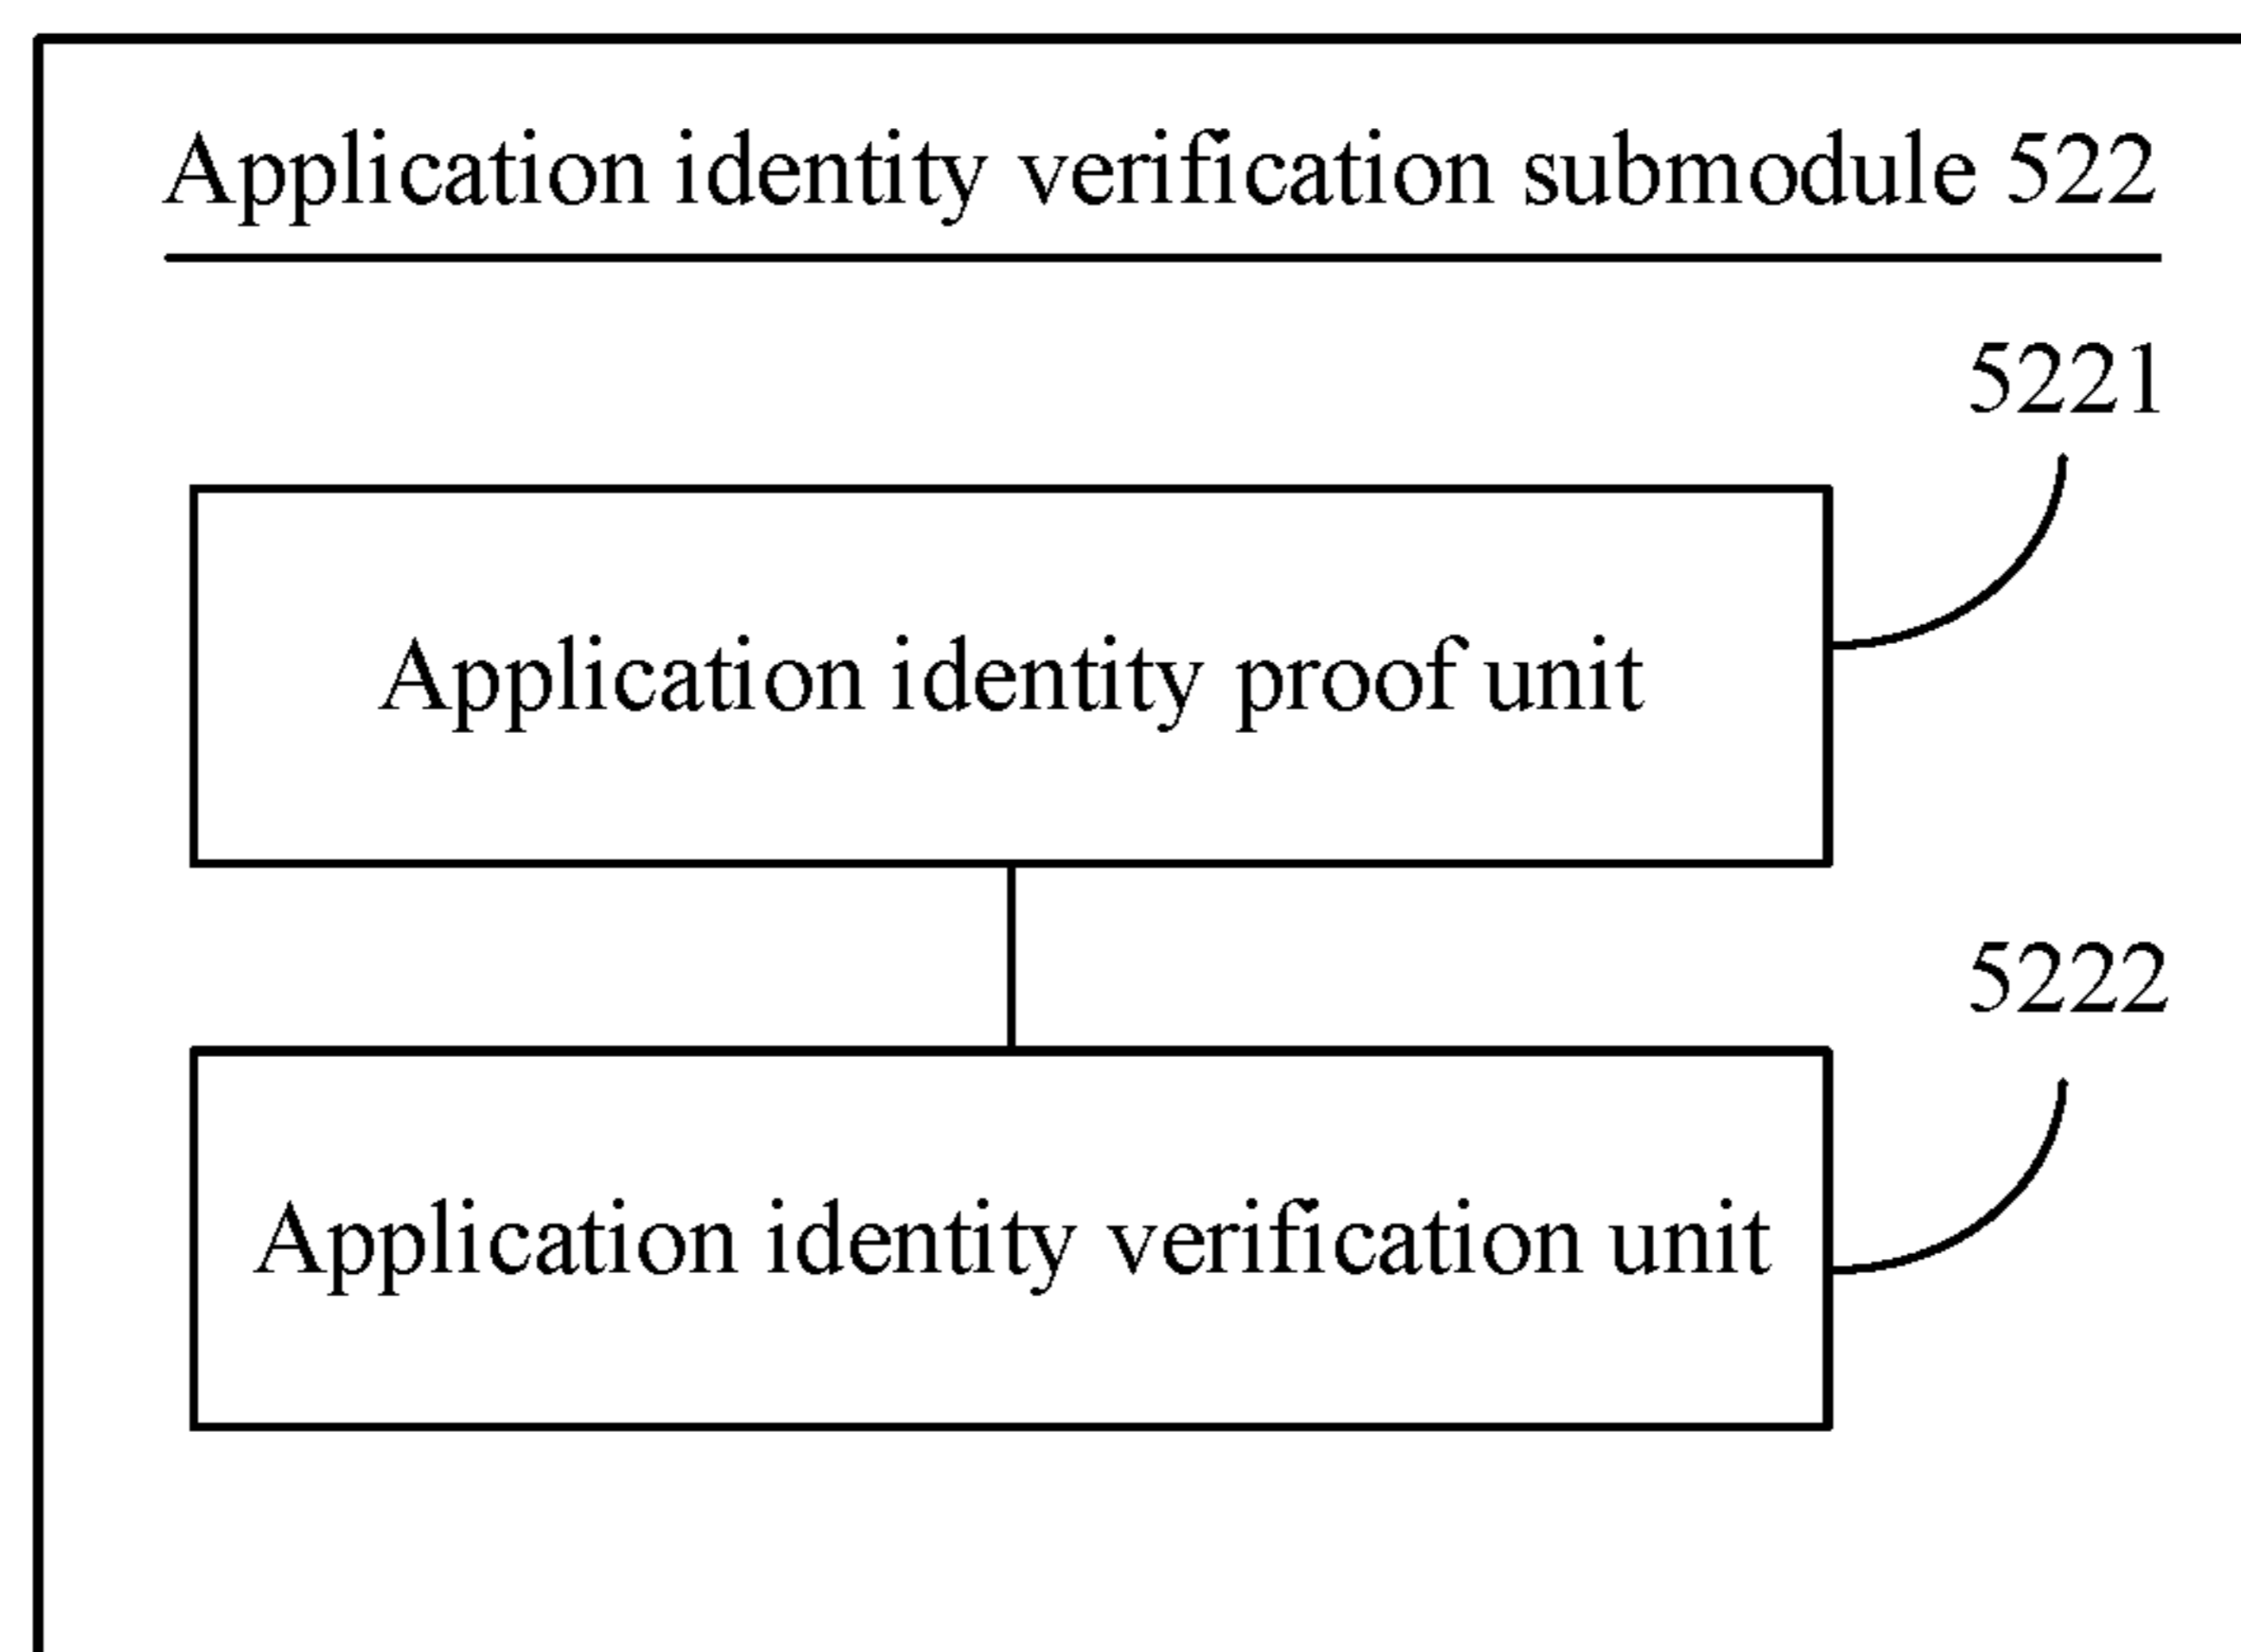 Application identity verification submodule 522
5221
Application identity proof unit
5222
Application identity verification unit